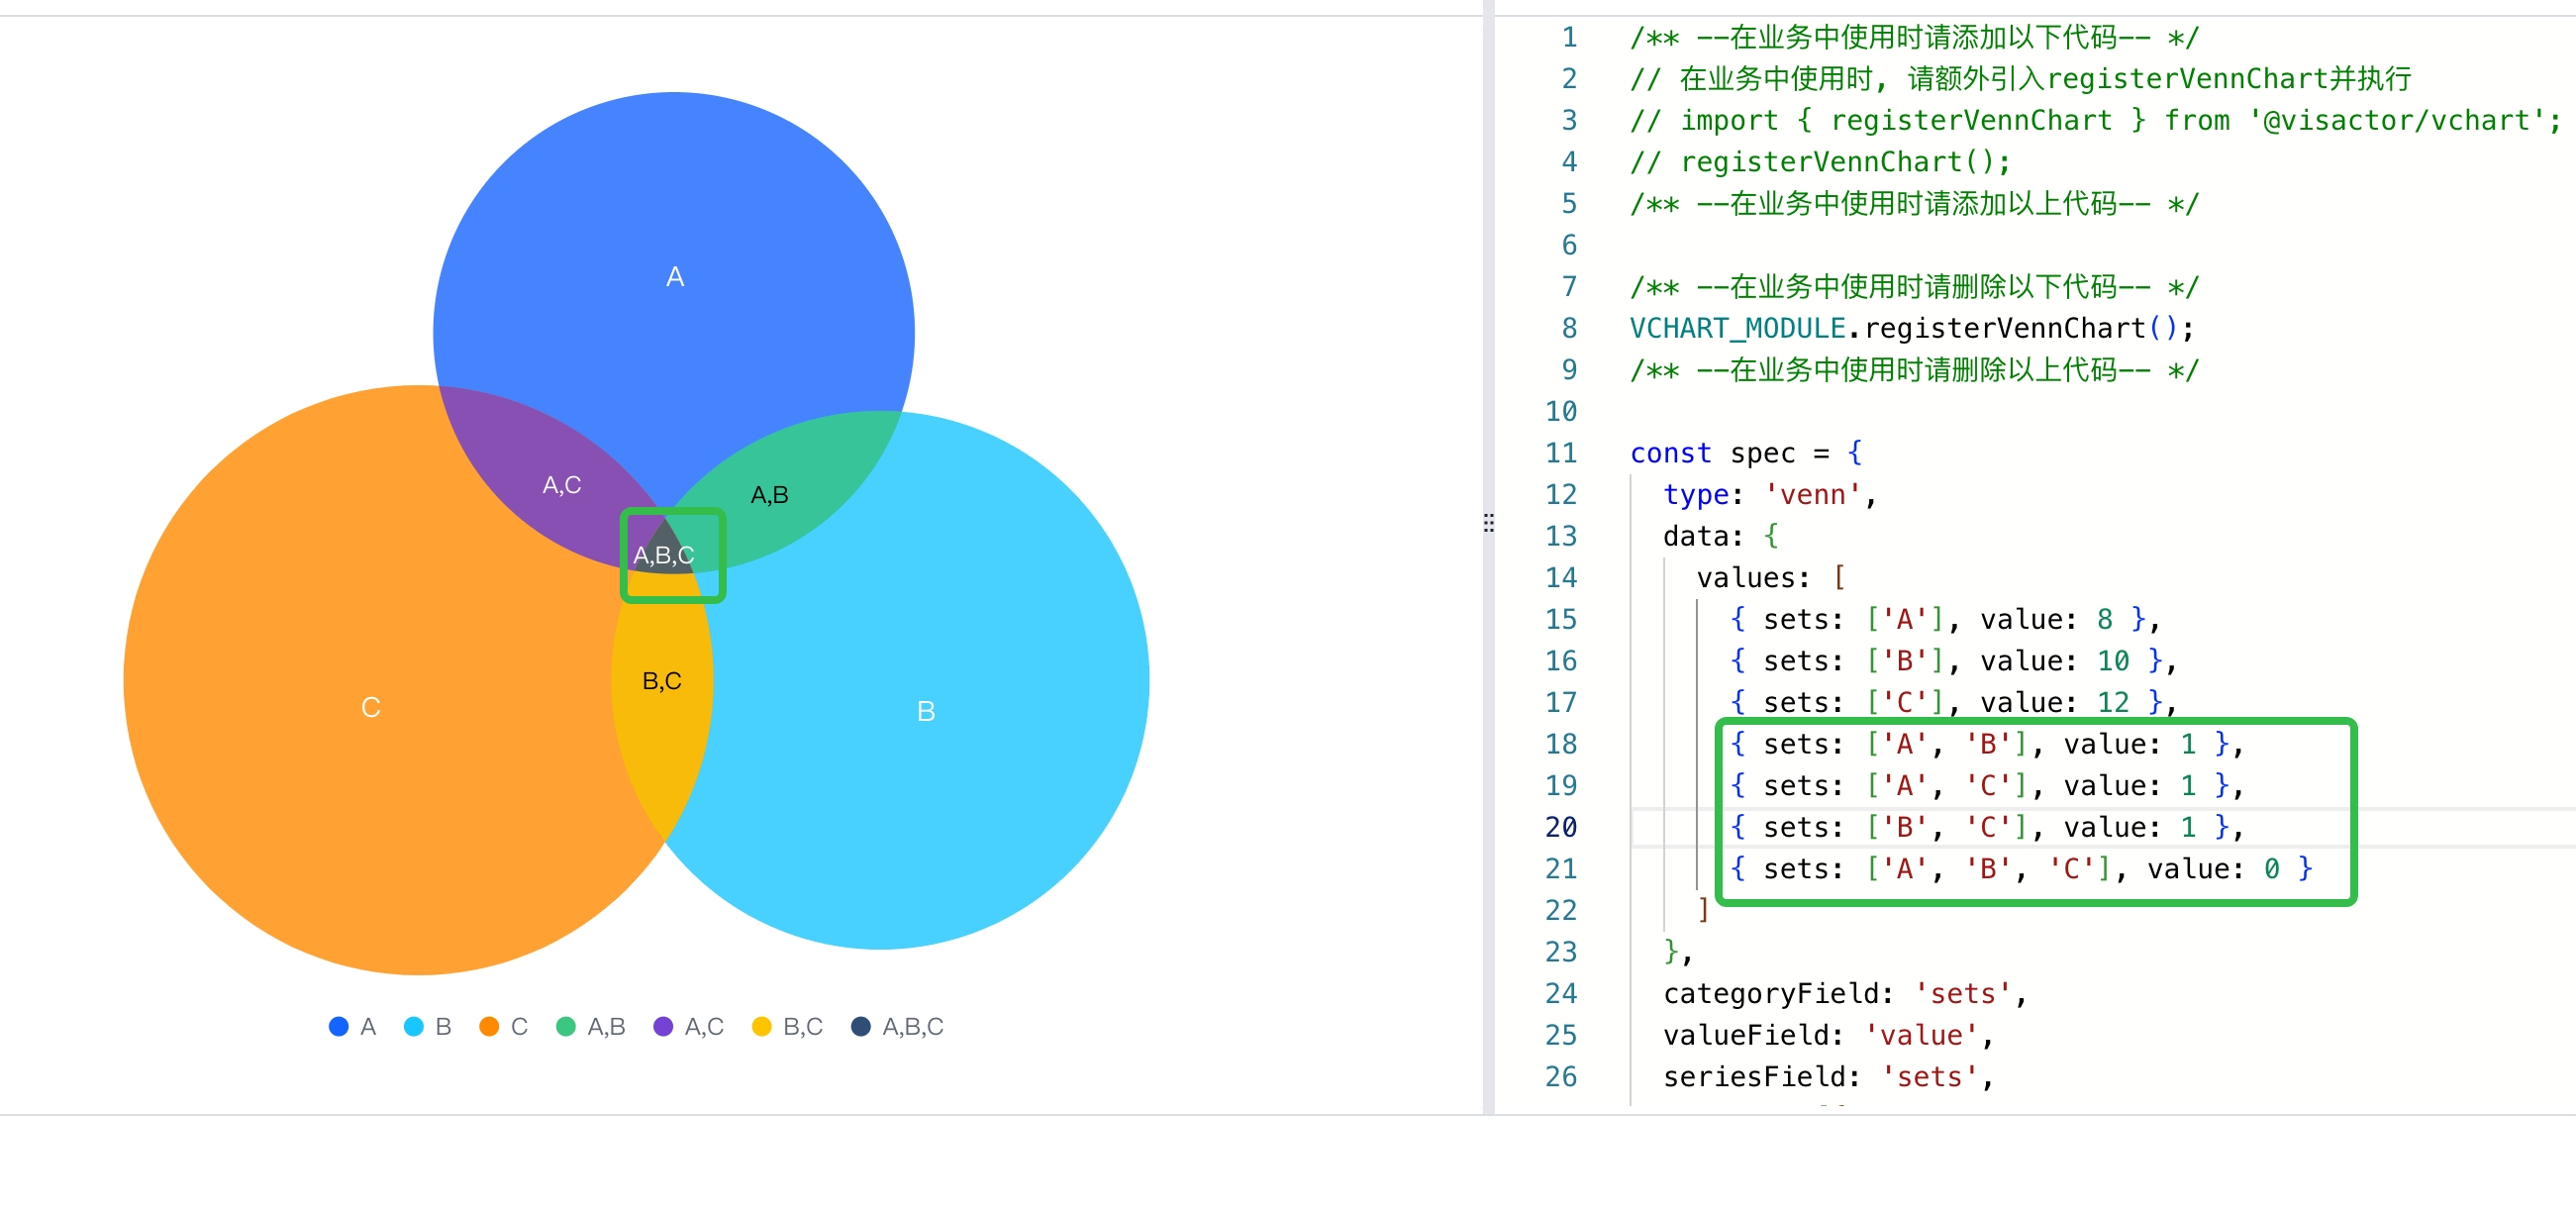 A
A,C
A,B
A,B,C
B,C
C
B
A B C A,B A,C B,C A,B,C
1 /** --在业务中使用时请添加以下代码-- */
2 // 在业务中使用时, 请额外引入registerVennChart并执行
3 // import { registerVennChart } from '@visactor/vchart';
4 // registerVennChart();
5 /** --在业务中使用时请添加以上代码-- */
6
7 /** --在业务中使用时请删除以下代码-- */
8 VCHART_MODULE.registerVennChart();
9 /** --在业务中使用时请删除以上代码-- */
10
11 const spec = {
12 type: 'venn',
13 data: {
14 values: [
15 { sets: ['A'], value: 8 },
16 { sets: ['B'], value: 10 },
17 { sets: ['C'], value: 12 },
18 { sets: ['A', 'B'], value: 1 },
19 { sets: ['A', 'C'], value: 1 },
20 { sets: ['B', 'C'], value: 1 },
21 { sets: ['A', 'B', 'C'], value: 0 }
22 ]
23 },
24 categoryField: 'sets',
25 valueField: 'value',
26 seriesField: 'sets',